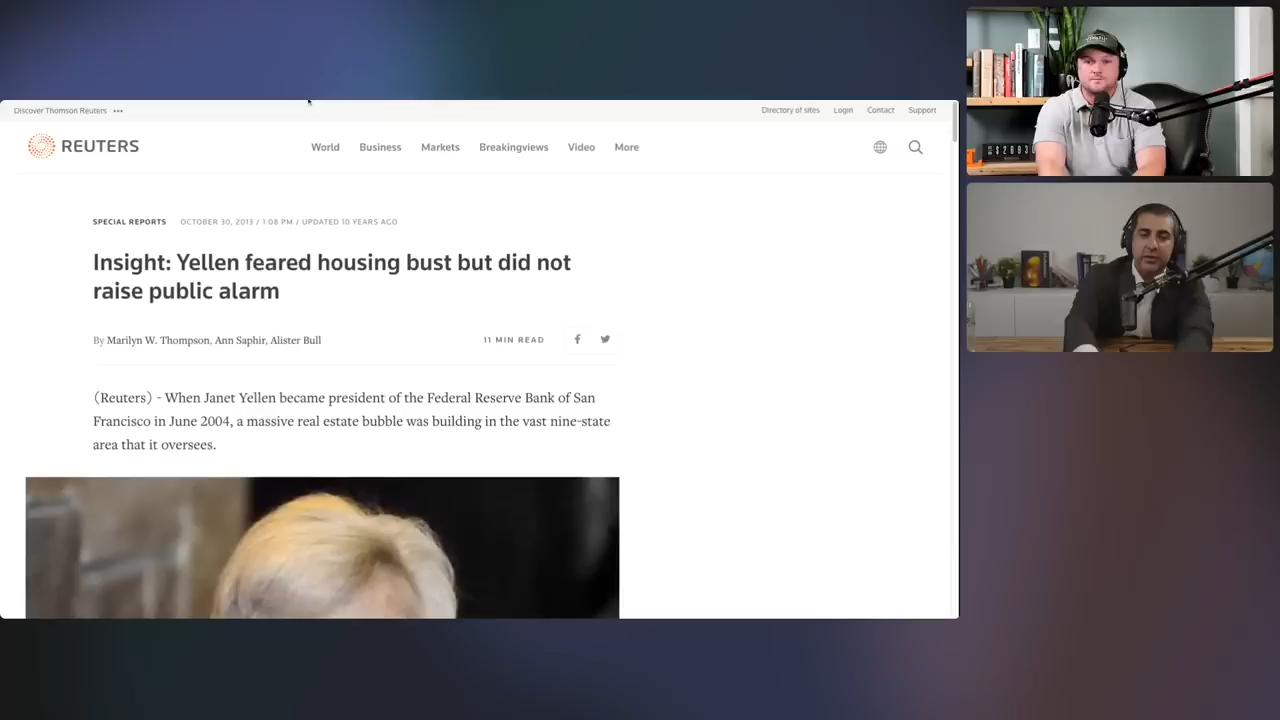 Discover Thomson Reuters •••
Directory of sites Login Contact Support
REUTERS
World Business Markets Breakingviews Video More
SPECIAL REPORTS OCTOBER 30, 2013 / 1:08 PM / UPDATED 10 YEARS AGO
Insight: Yellen feared housing bust but did not
raise public alarm
By Marilyn W. Thompson, Ann Saphir, Alister Bull
11 MIN READ
(Reuters) - When Janet Yellen became president of the Federal Reserve Bank of San
Francisco in June 2004, a massive real estate bubble was building in the vast nine-state
area that it oversees.